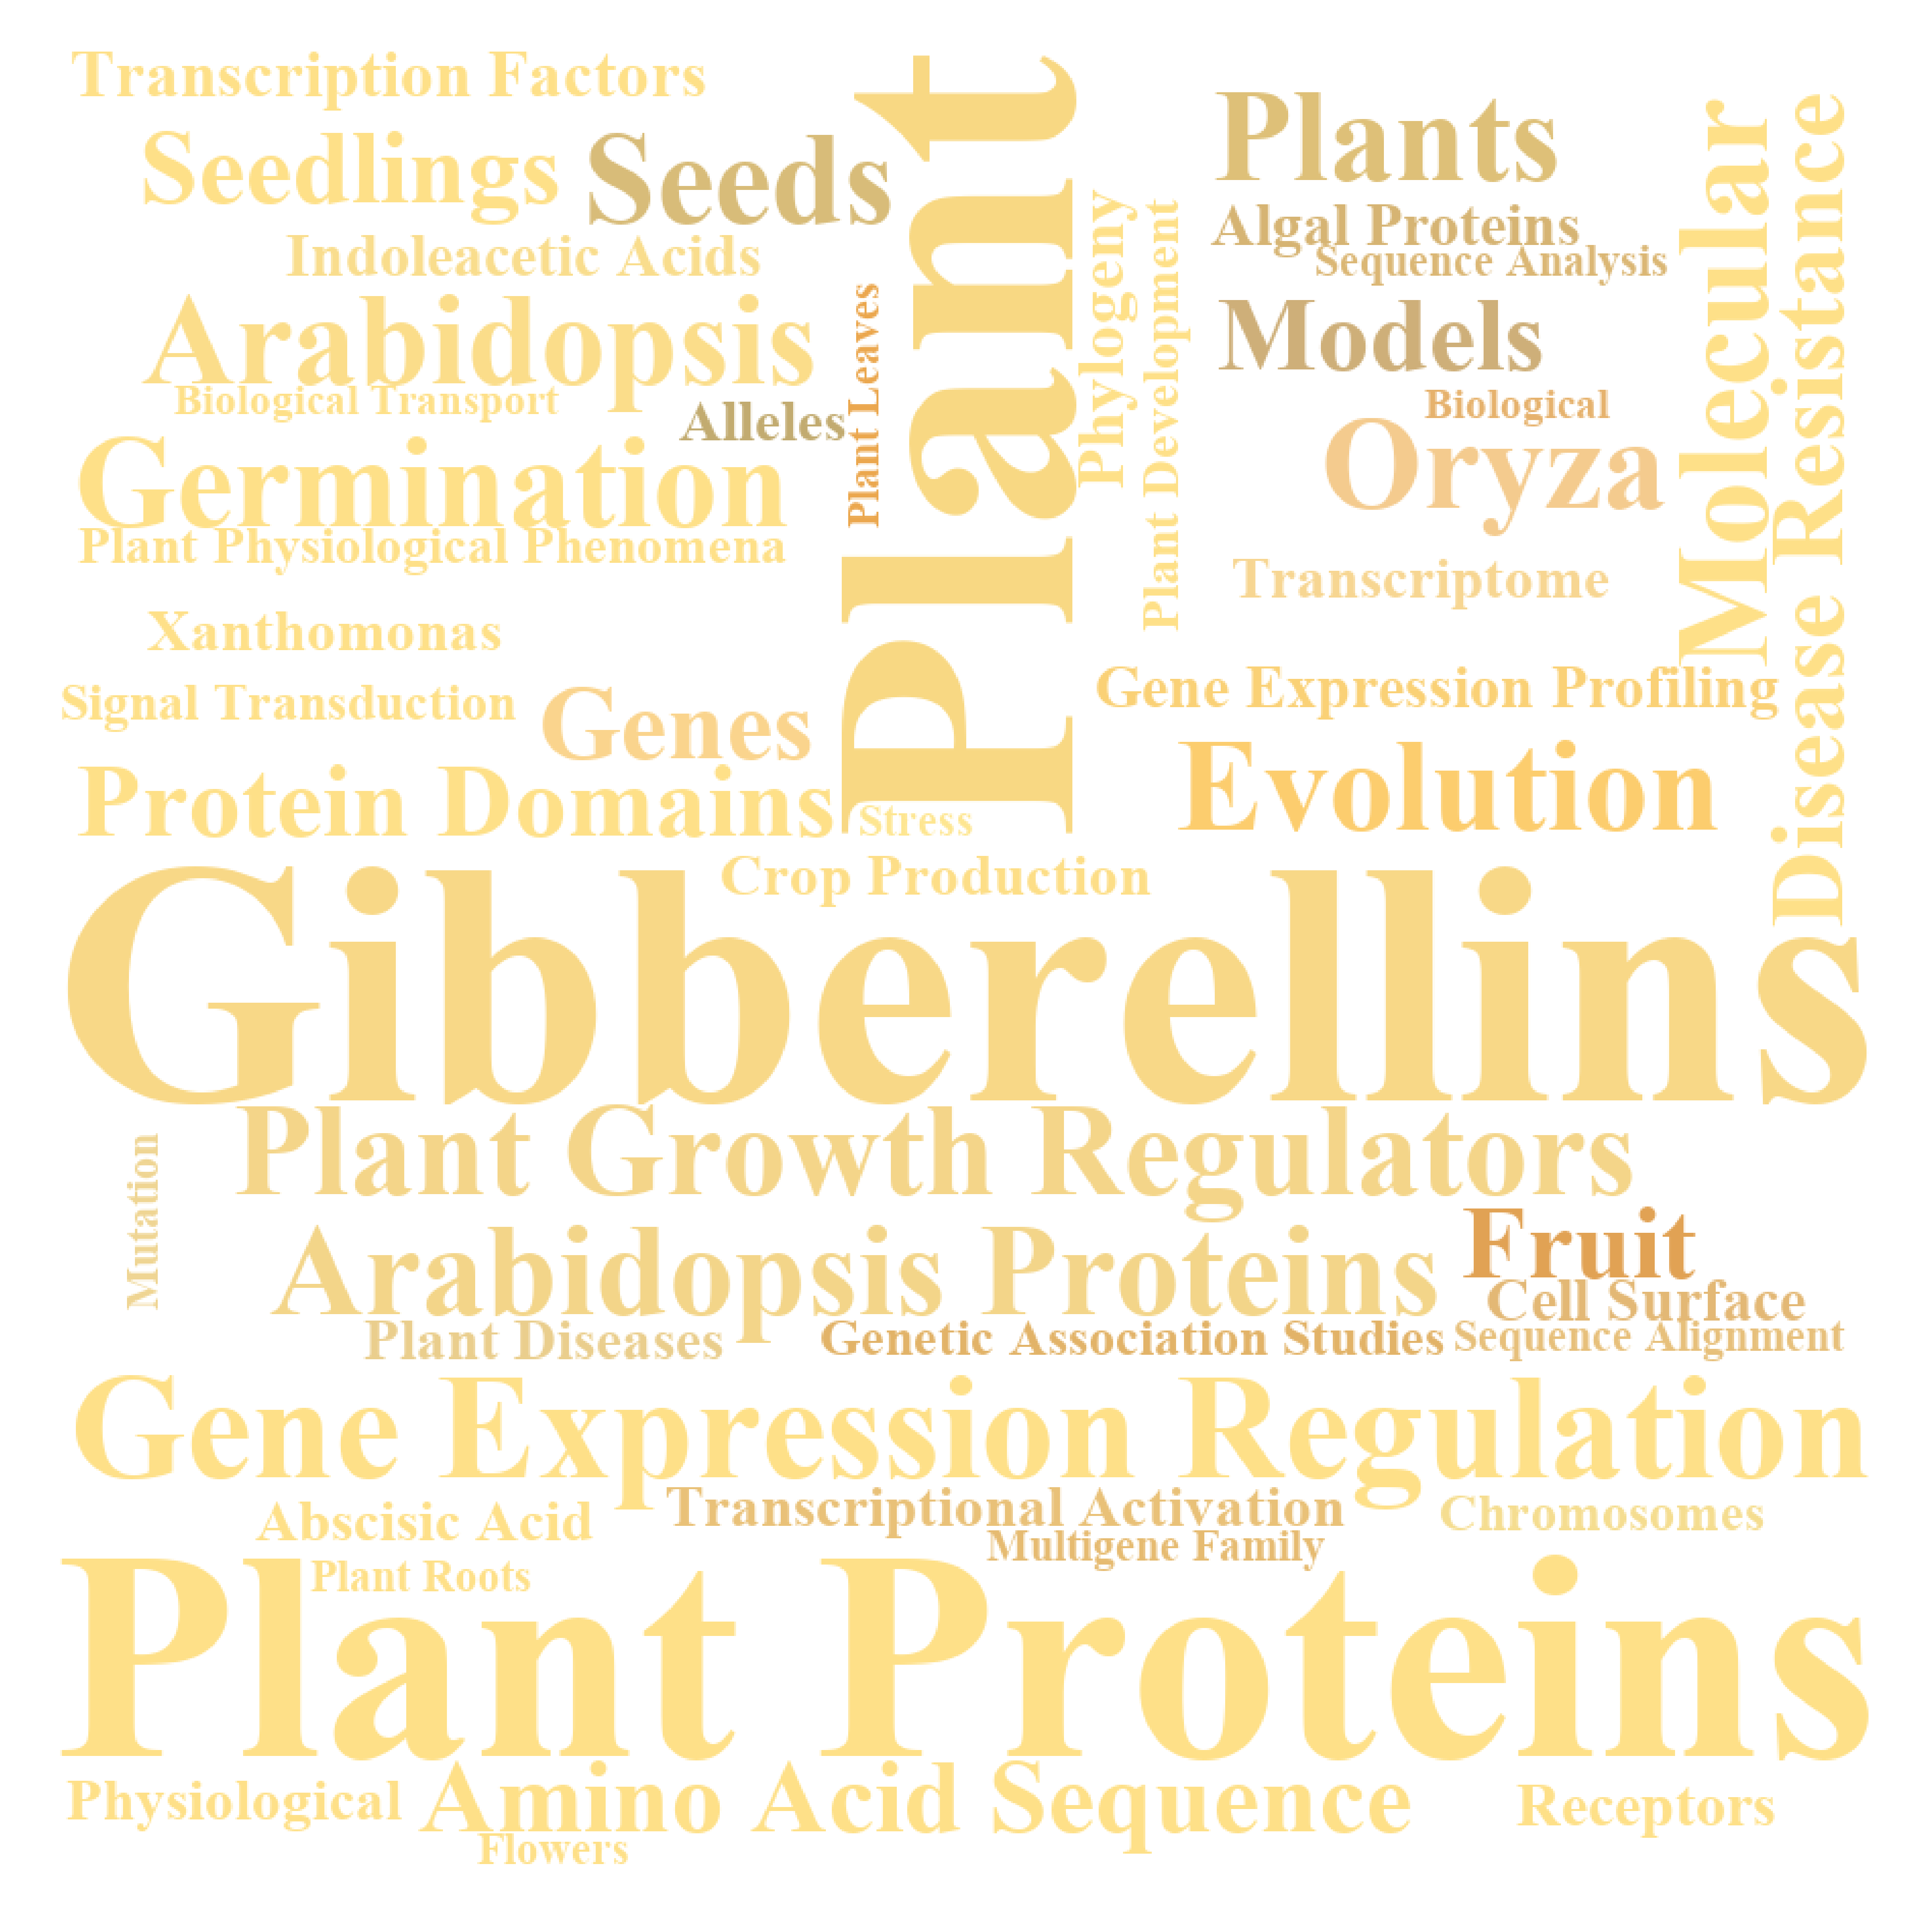 Transcription Factors
Seedlings
Seeds
Indoleacetic Acids
Arabidopsis
Biological Transport
Alleles
Plant Leaves
Germination
Plant Physiological Phenomena
Xanthomonas
Signal Transduction
Genes
Protein Domains
Plant
Stress
Phylogeny
Plant Development
Plants
Algal Proteins
Sequence Analysis
Models
Biological
Oryza
Transcriptome
Molecular
Disease Resistance
Gene Expression Profiling
Evolution
Crop Production
Gibberellins
Plant Growth Regulators
Mutation
Arabidopsis Proteins
Fruit
Cell Surface
Plant Diseases
Genetic Association Studies
Sequence Alignment
Gene Expression Regulation
Abscisic Acid
Transcriptional Activation
Chromosomes
Multigene Family
Plant Roots
Plant Proteins
Physiological
Amino Acid Sequence
Receptors
Flowers